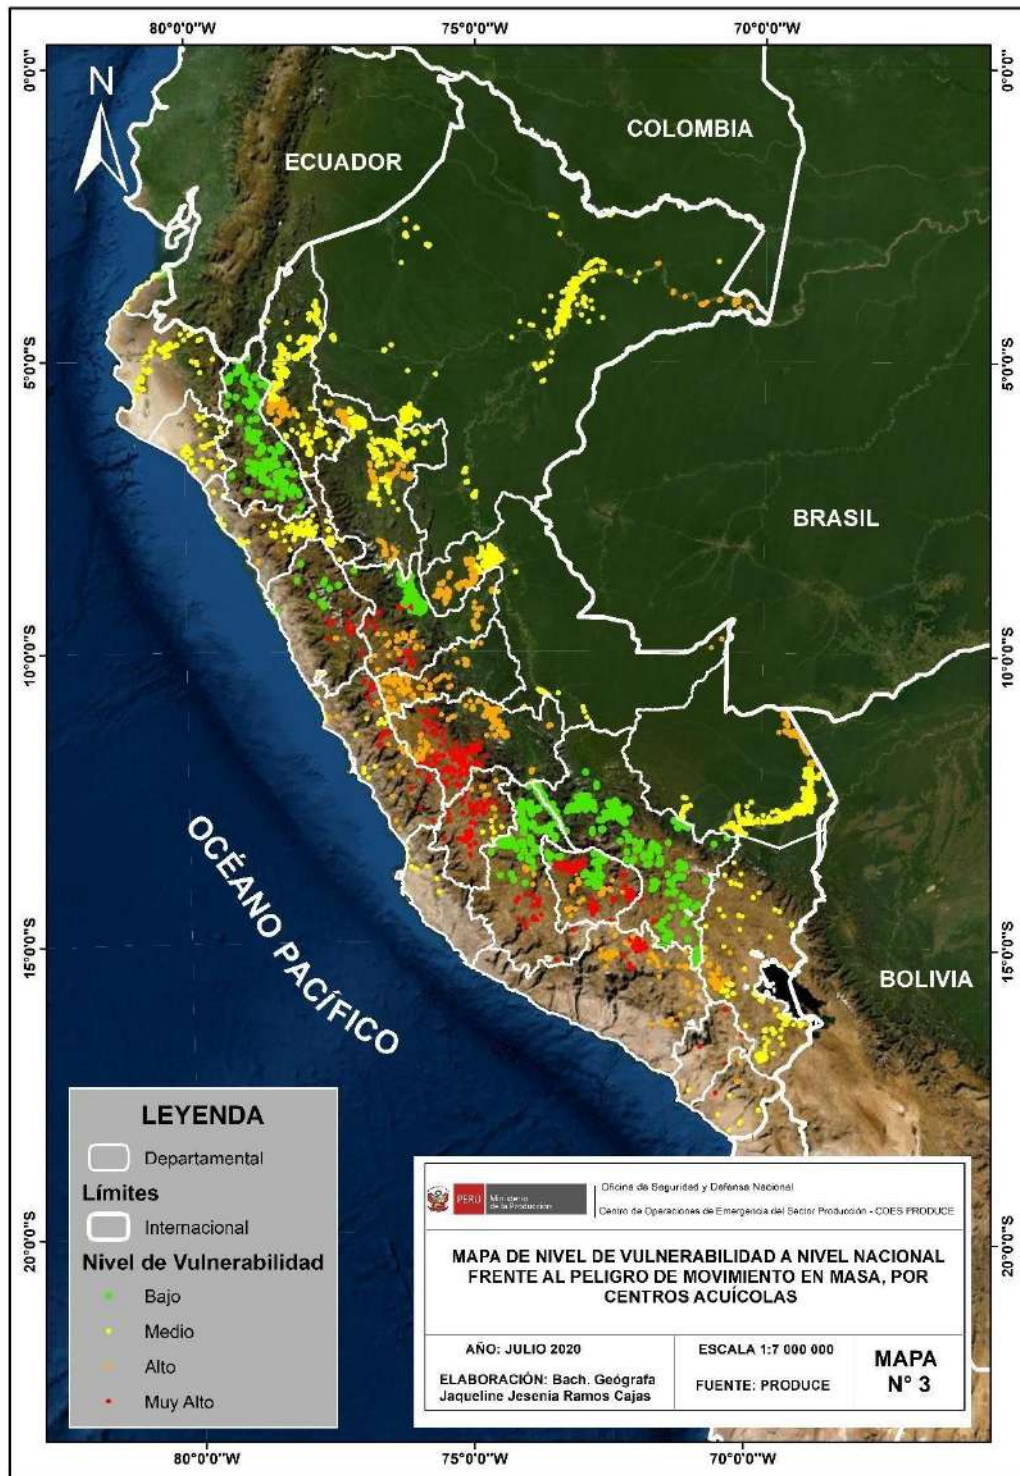 80°0'0"W 75°0'0"W 70°0'0"W
0°0'0" 0°0'0"
N
COLOMBIA
ECUADOR
5°0'0"S 5°0'0"S
BRASIL
10°0'0"S 10°0'0"S
OCÉANO PACÍFICO
15°0'0"S 15°0'0"S
BOLIVIA
20°0'0"S 20°0'0"S
LEYENDA
Departamental
Límites
Internacional
Nivel de Vulnerabilidad
Bajo
Medio
Alto
Muy Alto
PERÚ Ministerio de la Producción
Oficina de Seguridad y Defensa Nacional
Centro de Operaciones de Emergencia del Sector Producción - COES PRODUCE
MAPA DE NIVEL DE VULNERABILIDAD A NIVEL NACIONAL
FRENTE AL PELIGRO DE MOVIMIENTO EN MASA, POR
CENTROS ACUÍCOLAS
AÑO: JULIO 2020
ELABORACIÓN: Bach. Geógrafa
Jaqueline Jesenia Ramos Cajas
ESCALA 1:7 000 000
FUENTE: PRODUCE
MAPA
N° 3
80°0'0"W 75°0'0"W 70°0'0"W